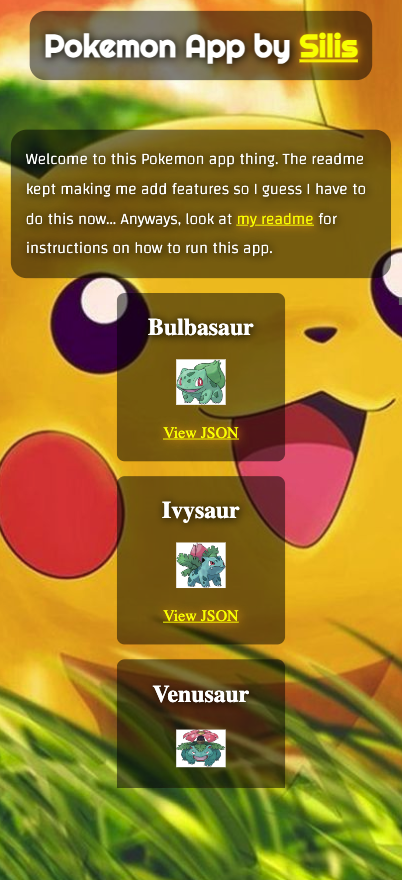 Pokemon App by Silis
Welcome to this Pokemon app thing. The readme
kept making me add features so I guess I have to
do this now... Anyways, look at my readme for
instructions on how to run this app.
Bulbasaur
View JSON
Ivysaur
View JSON
Venusaur